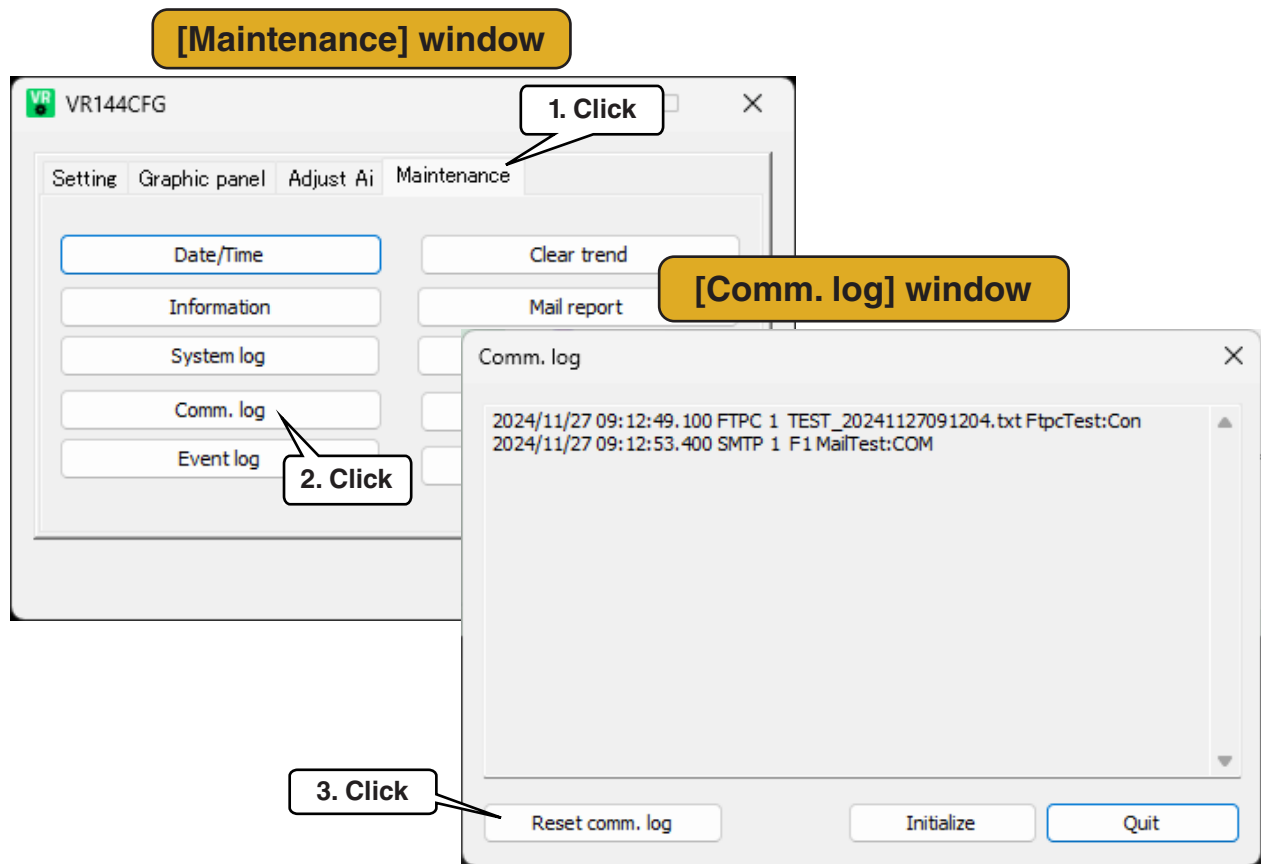 [Maintenance] window
VR
VR144CFG
1. Click
Setting Graphic panel Adjust Ai Maintenance
Date/Time
Clear trend
Information
Mail report
System log
Comm. log
Event log
2. Click
[Comm. log] window
Comm. log
2024/11/27 09:12:49.100 FTPC 1 TEST_20241127091204.txt FtpcTest:Con
2024/11/27 09:12:53.400 SMTP 1 F1 MailTest:COM
3. Click
Reset comm. log
Initialize
Quit